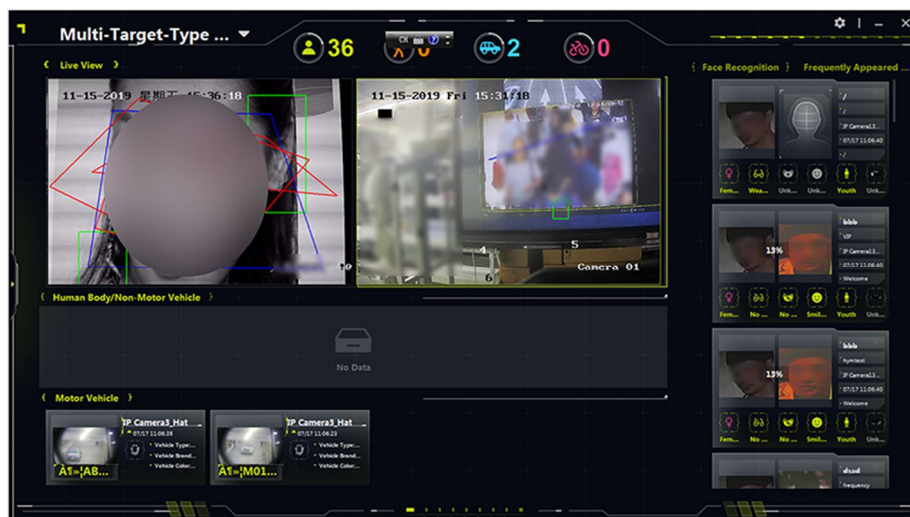 Multi-Target-Type ...
36
CK
2
0
Live View
Face Recognition
Frequently Appeared ...
11-15-2019 星期五 15:36:18
11-15-2019 Fri 15:31:18
4
5
6
Camera 01
Human Body/Non-Motor Vehicle
No Data
Motor Vehicle
IP Camera3_Hat
07/17 11:06:38
Vehicle Type:...
Vehicle Brand...
Vehicle Color:...
À¶»¦AB...
IP Camera3_Hat
07/17 11:06:23
Vehicle Type:...
Vehicle Brand...
Vehicle Color:...
À¶»¦M01...
/
/
IP Camera13...
07/17 11:06:40
/
Fem... Wea... Unk... Unk... Youth Unk...
bbb
VIP
13%
IP Camera13...
07/17 11:06:40
Welcome
Fem... No ... No ... Smil... Youth Unk...
bbb
hymtest
13%
IP Camera13...
07/17 11:06:40
Welcome
Fem... No ... No ... Smil... Youth Unk...
dsad
frequency